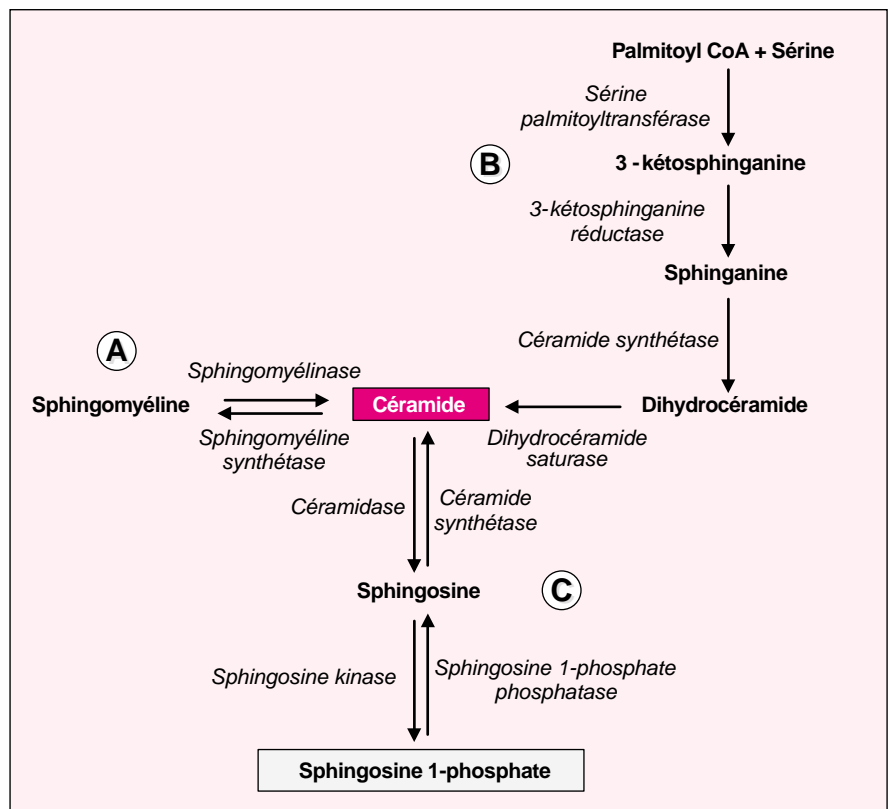 Palmitoyl CoA + Sérine
Sérine
palmitoyltransférase
B
3 - kétosphinganine
3-kétosphinganine
réductase
Sphinganine
Céramide synthétase
A
Sphingomyélinase
Sphingomyéline
Céramide
Dihydrocéramide
Sphingomyéline
synthétase
Dihydrocéramide
saturase
Céramidase
Céramide
synthétase
Sphingosine
C
Sphingosine kinase
Sphingosine 1-phosphate
phosphatase
Sphingosine 1-phosphate